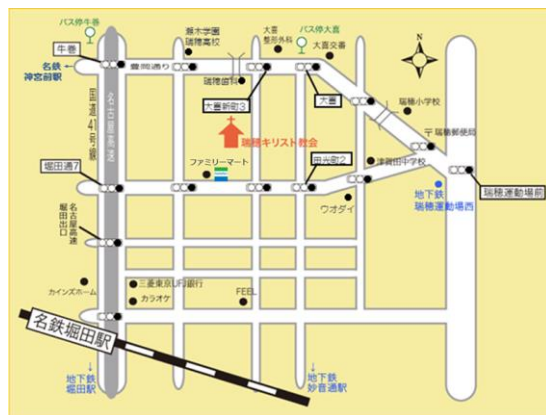 バス停牛巻
瀬木学園
瑞穂高校
大喜
整形外科
バス停大喜
大喜交番
牛巻
豊岡通り
名鉄
神宮前駅
瑞穂歯科
大喜新町3
大喜
N
瑞穂小学校
国道41号線
名古屋高速
瑞穂キリスト教会
瑞穂郵便局
堀田通7
ファミリーマート
田光町2
津賀田中学校
瑞穂運動場前
地下鉄
瑞穂運動場西
ウオダイ
名古屋高速
堀田出口
カインズホーム
三菱東京UFJ銀行
カラオケ
FEEL
名鉄堀田駅
地下鉄
堀田駅
地下鉄
妙音通駅